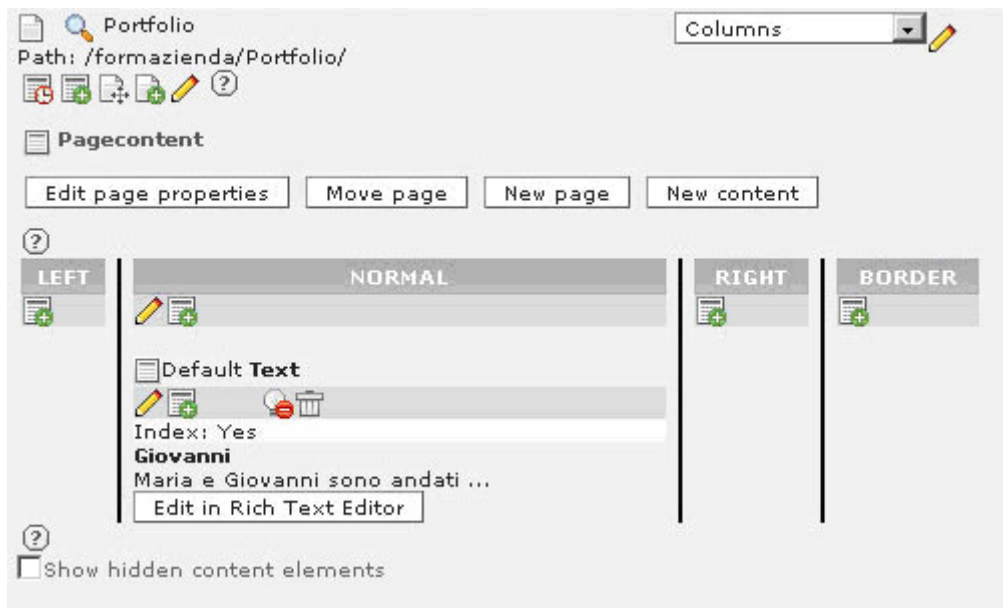 Portfolio
Columns
Path: /formazienda/Portfolio/
Pagecontent
Edit page properties
Move page
New page
New content
LEFT
NORMAL
RIGHT
BORDER
Default Text
Index: Yes
Giovanni
Maria e Giovanni sono andati ...
Edit in Rich Text Editor
Show hidden content elements